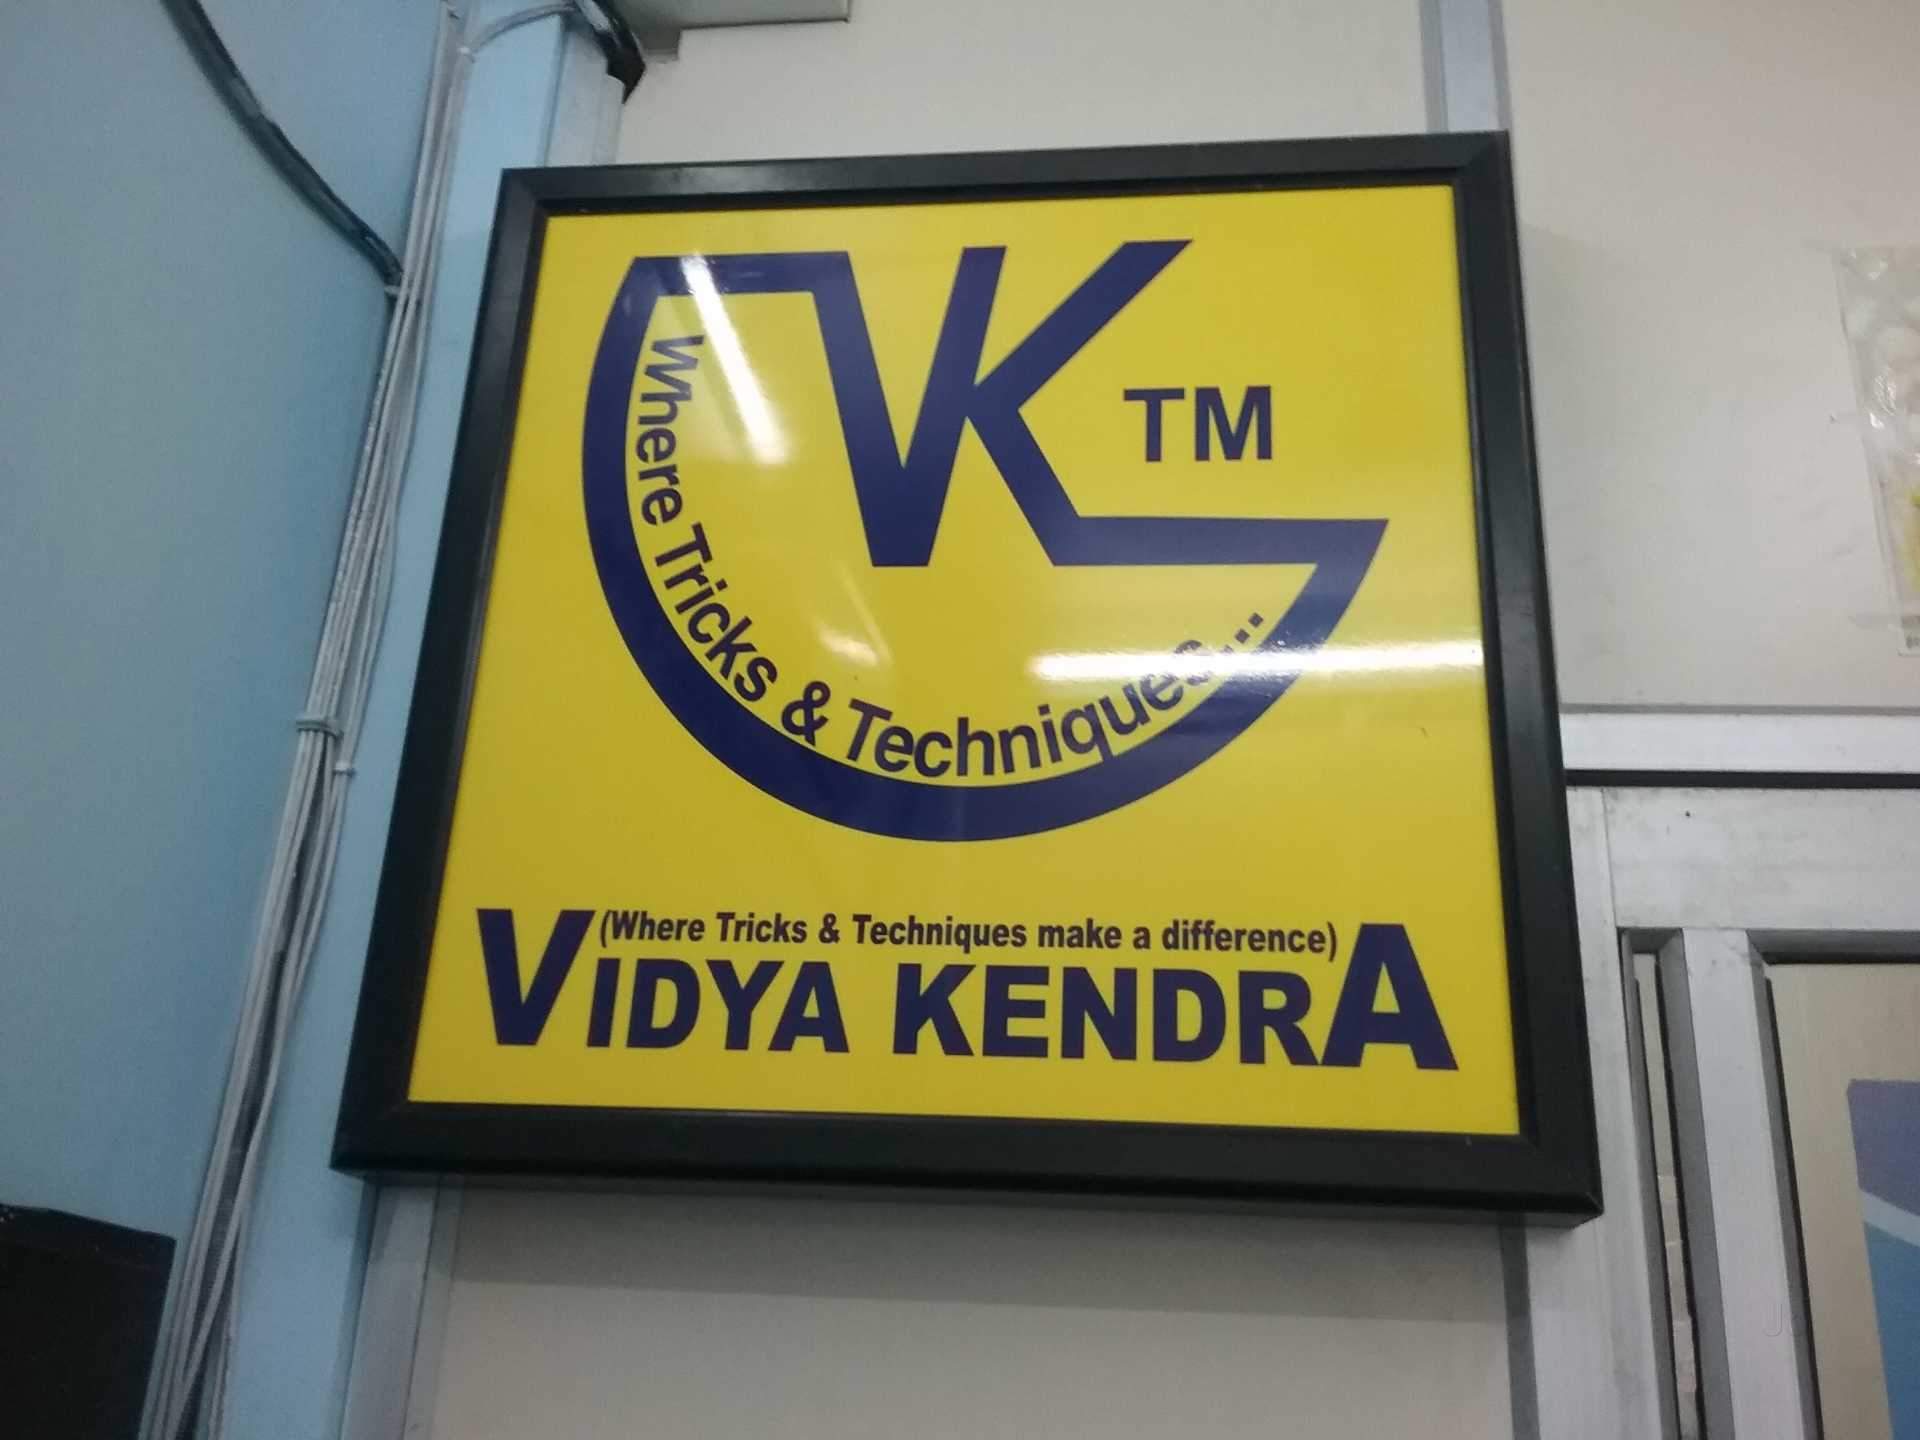 VK TM
Where Tricks & Techniques...
(Where Tricks & Techniques make a difference)
VIDYA KENDRA